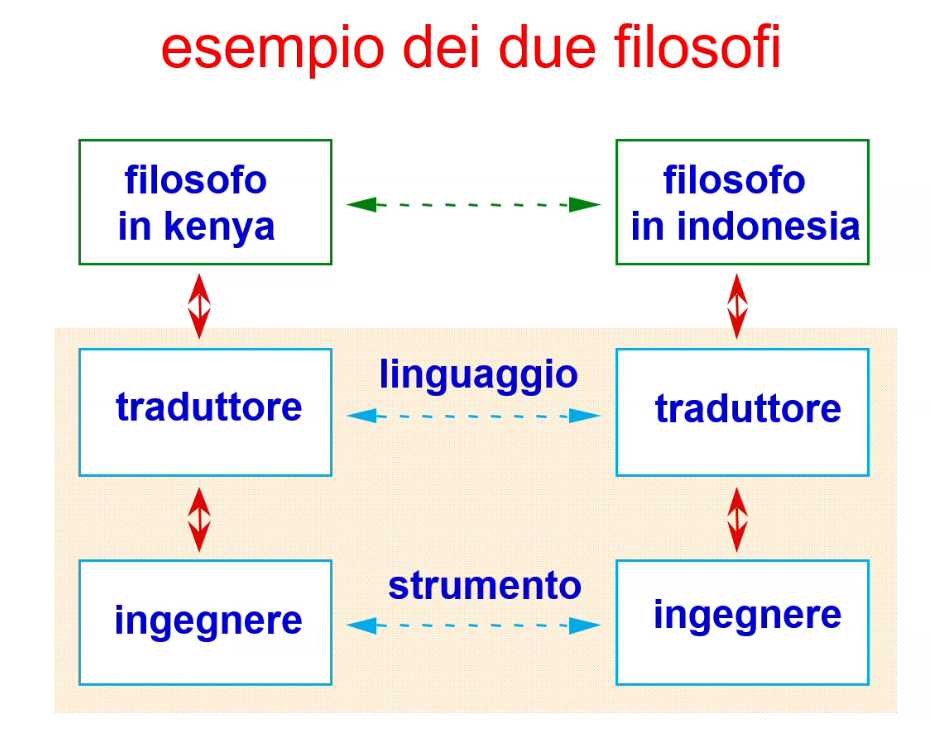 esempio dei due filosofi
filosofo
in kenya
filosofo
in indonesia
traduttore
linguaggio
traduttore
ingegnere
strumento
ingegnere